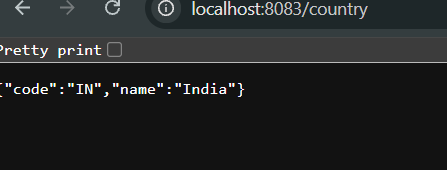 localhost:8083/country
Pretty print
{"code":"IN","name":"India"}